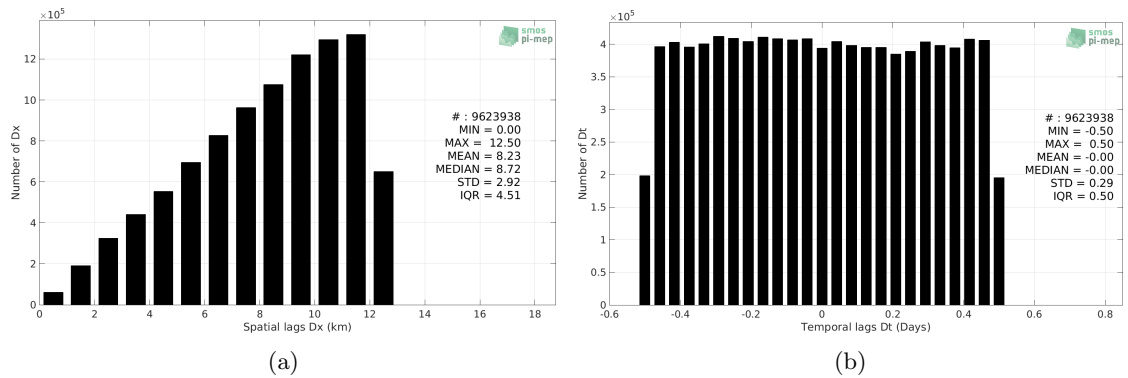 ×10⁵
12
10
8
6
4
2
0
Number of Dx
0 2 4 6 8 10 12 14 16 18
Spatial lags Dx (km)
smos
pi-mep
# : 9623938
MIN = 0.00
MAX = 12.50
MEAN = 8.23
MEDIAN = 8.72
STD = 2.92
IQR = 4.51
(a)
×10⁵
4
3.5
3
2.5
2
1.5
1
0.5
0
Number of Dt
-0.6 -0.4 -0.2 0 0.2 0.4 0.6 0.8
Temporal lags Dt (Days)
smos
pi-mep
# : 9623938
MIN = -0.50
MAX = 0.50
MEAN = -0.00
MEDIAN = -0.00
STD = 0.29
IQR = 0.50
(b)